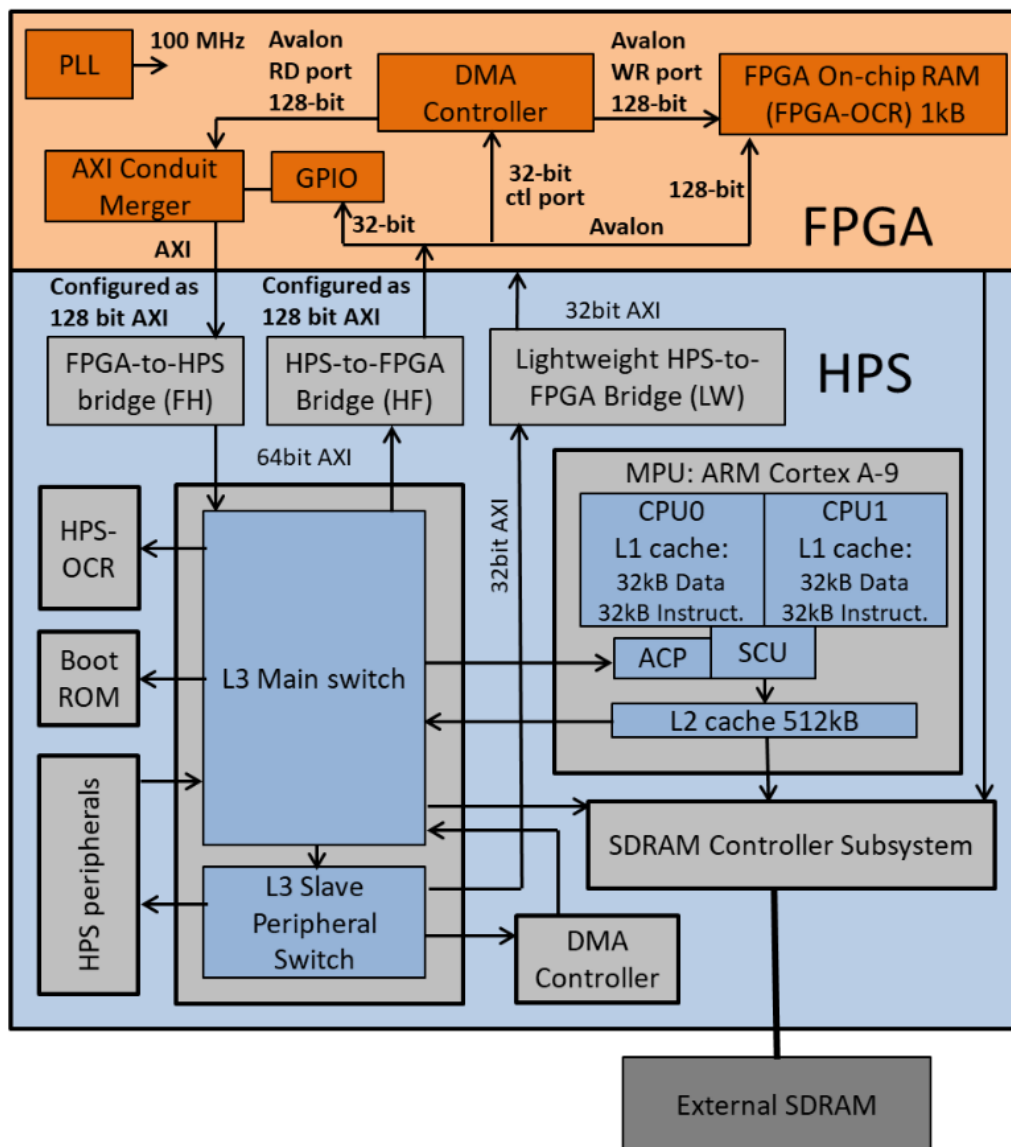 PLL
100 MHz
Avalon
RD port
128-bit
DMA
Controller
Avalon
WR port
128-bit
FPGA On-chip RAM
(FPGA-OCR) 1kB
AXI Conduit
Merger
GPIO
32-bit
32-bit
ctl port
128-bit
Avalon
FPGA
AXI
Configured as
128 bit AXI
Configured as
128 bit AXI
32bit AXI
HPS
FPGA-to-HPS
bridge (FH)
HPS-to-FPGA
Bridge (HF)
Lightweight HPS-to-
FPGA Bridge (LW)
64bit AXI
32bit AXI
MPU: ARM Cortex A-9
CPU0
L1 cache:
32kB Data
32kB Instruct.
CPU1
L1 cache:
32kB Data
32kB Instruct.
HPS-
OCR
Boot
ROM
L3 Main switch
ACP
SCU
L2 cache 512kB
HPS peripherals
SDRAM Controller Subsystem
L3 Slave
Peripheral
Switch
DMA
Controller
External SDRAM